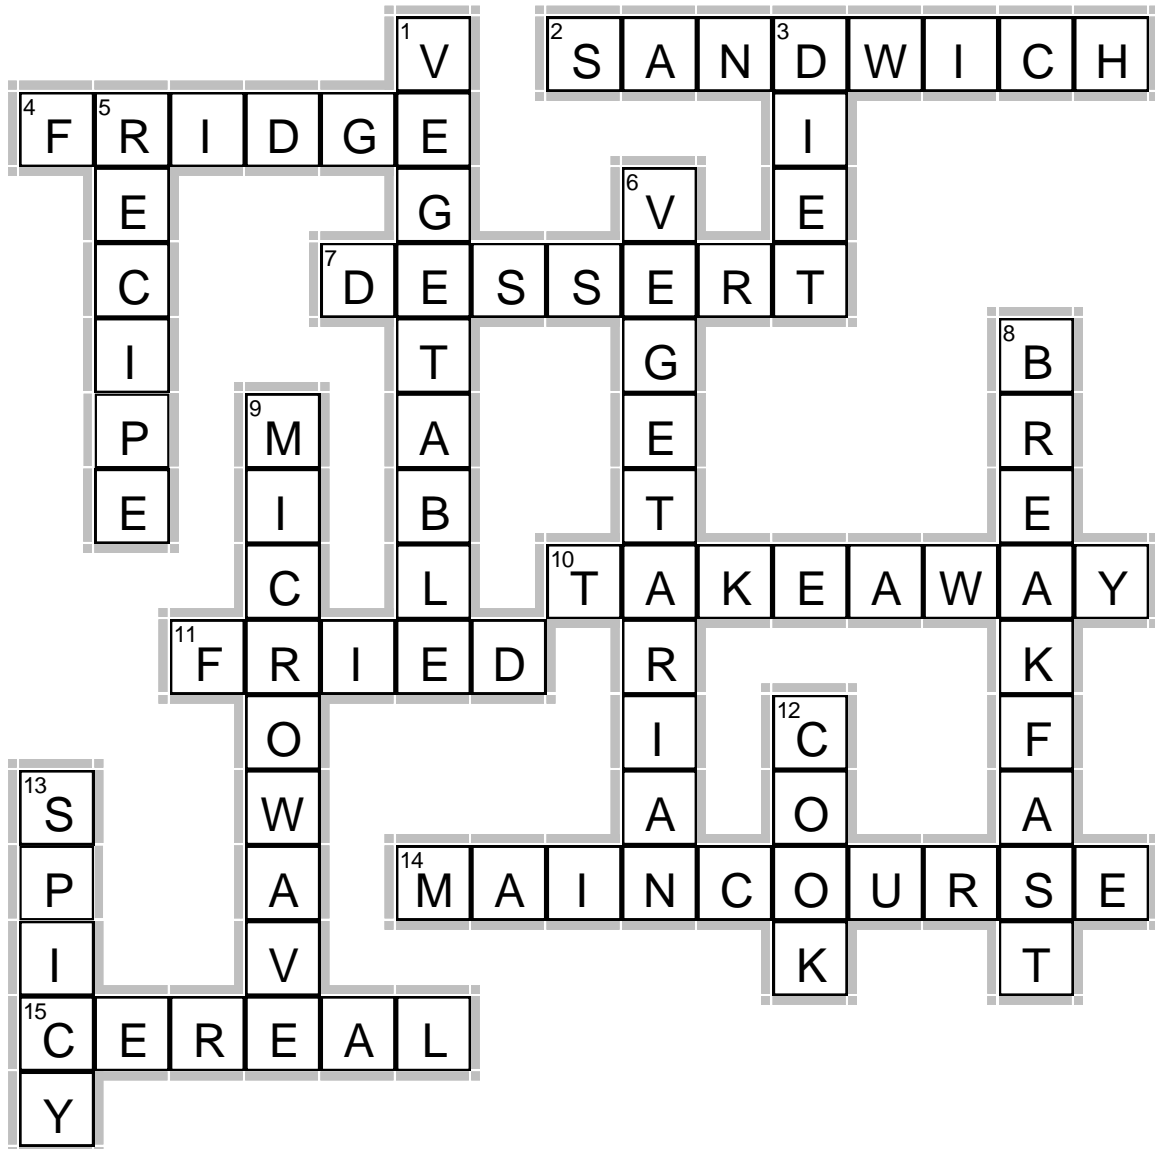 1 V 2 S A N 3 D W I C H
4 F 5 R I D G E I
E G 6 V E
C 7 D E S S E R T
I T G 8 B
P 9 M A E R
E I B T E
C L 10 T A K E A W A Y
11 F R I E D R K
O I 12 C F
13 S W A O A
P A 14 M A I N C O U R S E
I V K T
15 C E R E A L
Y